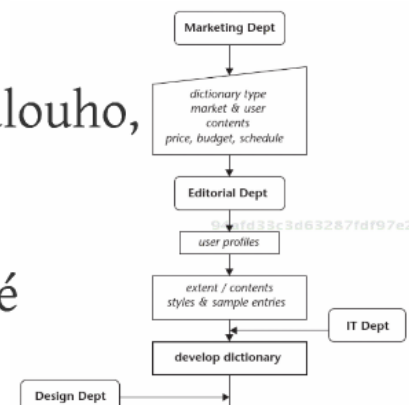 Marketing Dept
dictionary type
market & user
contents
price, budget, schedule
louho,
Editorial Dept
user profiles
é
extent / contents
styles & sample entries
IT Dept
develop dictionary
Design Dept